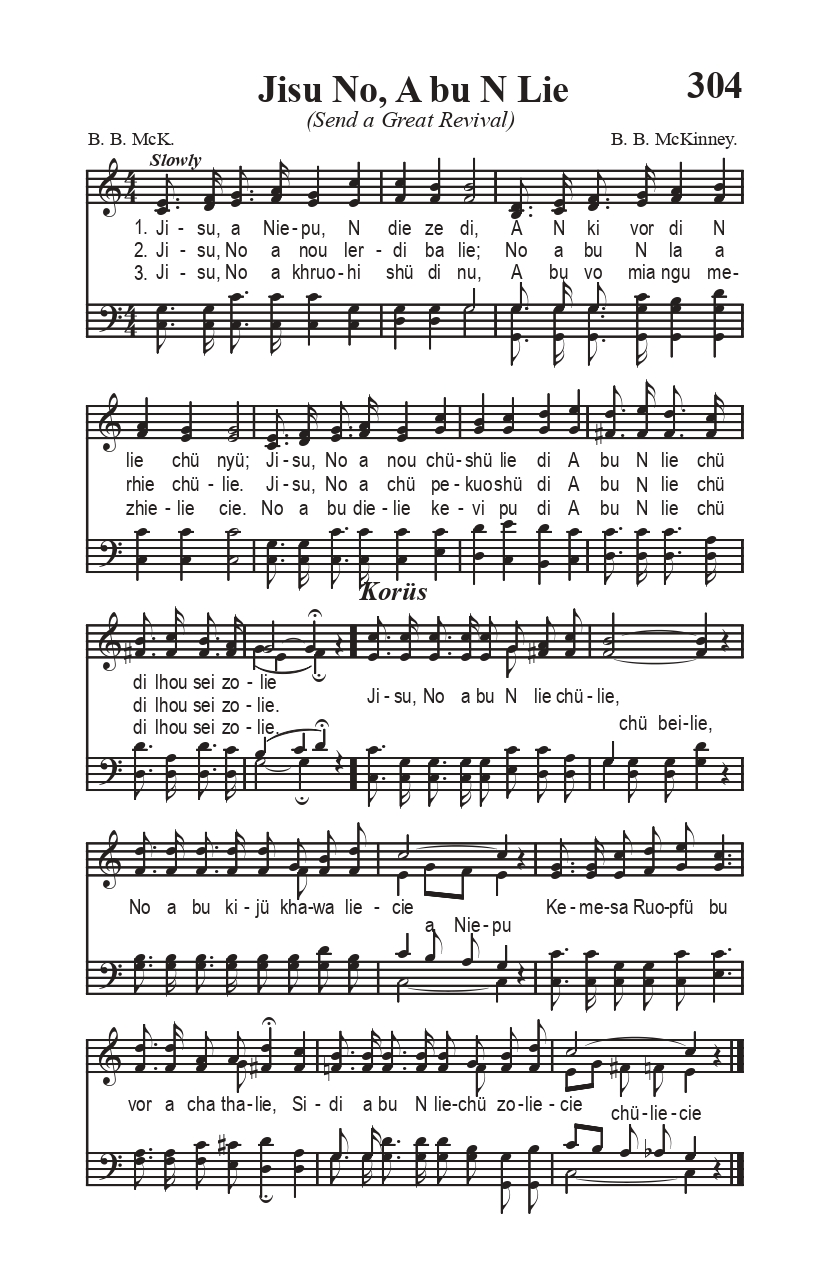 Jisu No, A bu N Lie
304
(Send a Great Revival)
B. B. McK.
B. B. McKinney.
Slowly
1. Ji - su, a Nie-pu, N die ze di, A N ki vor di N
2. Ji - su, No a nou ler- di ba lie; No a bu N la a
3. Ji - su, No a khruo-hi shü di nu, A bu vo mia ngu me-
lie chü nyü; Ji-su, No a nou chü-shü lie di A bu N lie chü
rhie chü-lie. Ji-su, No a chü pe-kuoshü di A bu N lie chü
zhie-lie cie. No a bu die-lie ke-vi pu di A bu N lie chü
Korüs
di lhou sei zo-lie
di lhou sei zo-lie.
di lhou sei zo-lie.
Ji-su, No a bu N lie chü-lie,
chü bei-lie,
No a bu ki-jü kha-wa lie - cie
a Nie-pu
Ke-me-sa Ruo-pfü bu
vor a cha tha-lie, Si - di a bu N lie-chü zo-lie-cie
chü-lie-cie